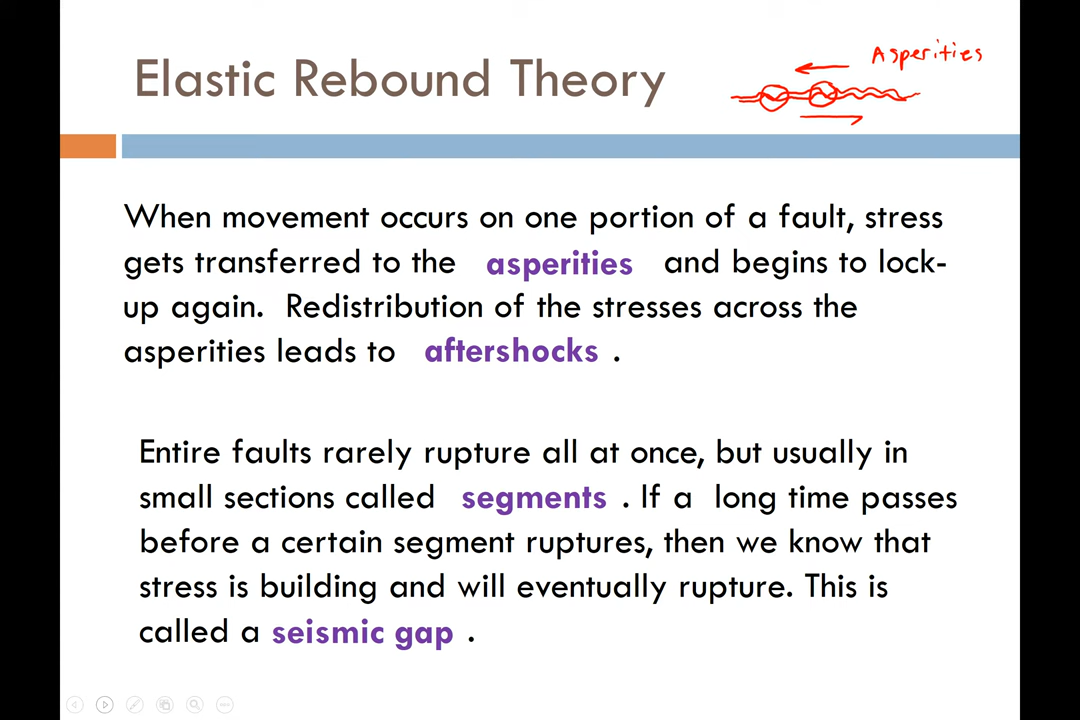 Elastic Rebound Theory
Asperities
When movement occurs on one portion of a fault, stress
gets transferred to the asperities and begins to lock-
up again. Redistribution of the stresses across the
asperities leads to aftershocks .
Entire faults rarely rupture all at once, but usually in
small sections called segments . If a long time passes
before a certain segment ruptures, then we know that
stress is building and will eventually rupture. This is
called a seismic gap .